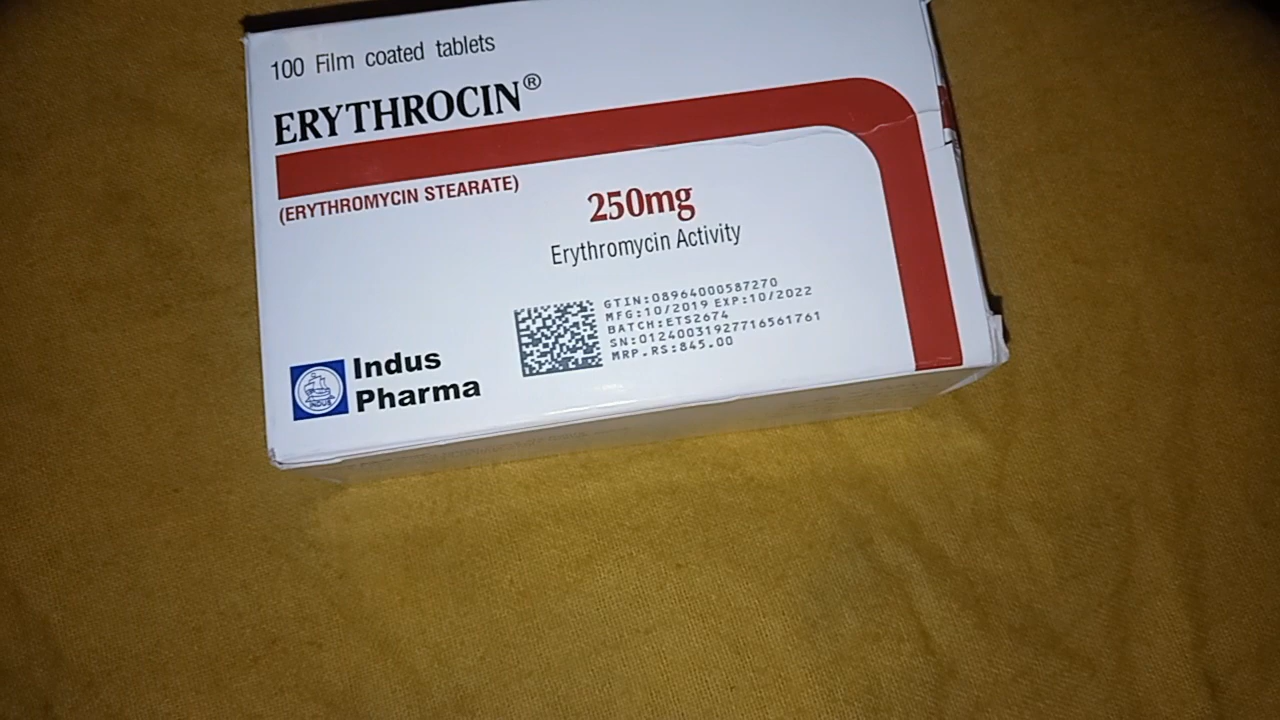 100 Film coated tablets
ERYTHROCIN®
(ERYTHROMYCIN STEARATE)
250mg
Erythromycin Activity
GTIN:08964000587270
MFG:10/2019 EXP:10/2022
BATCH:ETS2674
SN:01240031927716561761
MRP.RS:845.00
INDUS
Indus
Pharma